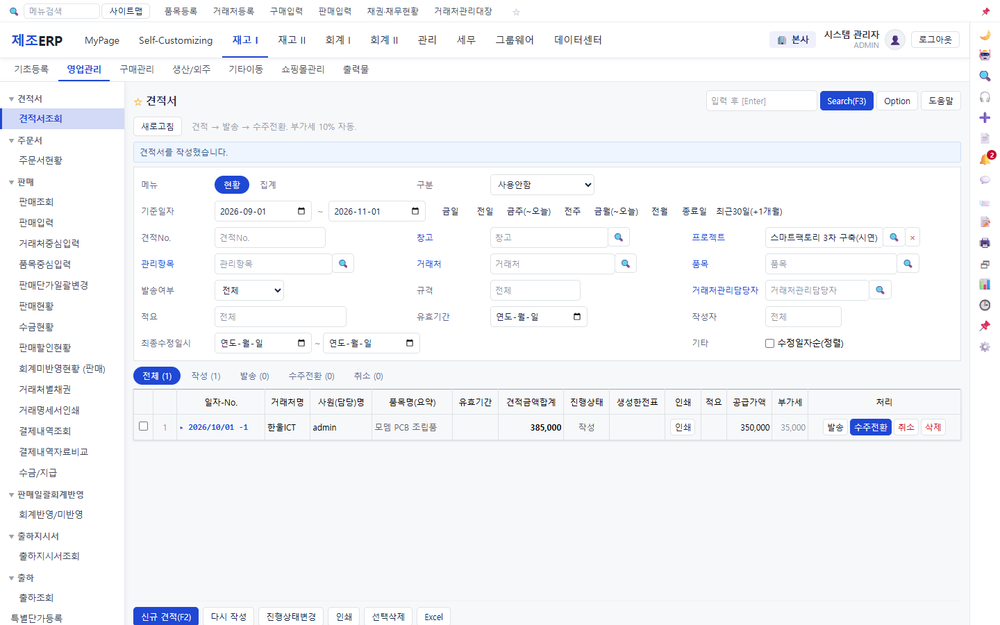 메뉴검색 사이트맵 품목등록 거래처등록 구매입력 판매입력 채권·채무현황 거래처관리대장 ☆
제조ERP MyPage Self-Customizing 재고 I 재고 II 회계 I 회계 II 관리 세무 그룹웨어 데이터센터 본사 시스템 관리자 ADMIN 로그아웃
기초등록 영업관리 구매관리 생산/외주 기타이동 쇼핑몰관리 출력물
▼ 견적서
견적서조회
▼ 주문서
주문서현황
▼ 판매
판매조회
판매입력
거래처중심입력
품목중심입력
판매단가일괄변경
판매현황
수금현황
판매할인현황
회계미반영현황 (판매)
거래처별채권
거래명세서인쇄
결제내역조회
결제내역자료비교
수금/지급
▼ 판매일괄회계반영
회계반영/미반영
▼ 출하지시서
출하지시서조회
▼ 출하
출하조회
특별단가등록
☆ 견적서 입력 후 [Enter] Search(F3) Option 도움말
새로고침 견적 → 발송 → 수주전환. 부가세 10% 자동.
견적서를 작성했습니다.
메뉴 현황 집계 구분 사용안함
기준일자 2026-09-01 ~ 2026-11-01 금일 전일 금주(~오늘) 전주 금월(~오늘) 전월 종료일 최근30일(+1개월)
견적No. 견적No. 창고 창고 프로젝트 스마트팩토리 3차 구축(시연) ×
관리항목 관리항목 거래처 거래처 품목 품목
발송여부 전체 규격 전체 거래처관리담당자 거래처관리담당자
적요 전체 유효기간 연도-월-일 작성자 전체
최종수정일시 연도-월-일 ~ 연도-월-일 기타 수정일자순(정렬)
전체 (1) 작성 (1) 발송 (0) 수주전환 (0) 취소 (0)
일자-No. 거래처명 사원(담당)명 품목명(요약) 유효기간 견적금액합계 진행상태 생성한전표 인쇄 적요 공급가액 부가세 처리
1 ▸ 2026/10/01 -1 한울ICT admin 모뎀 PCB 조립품 385,000 작성 인쇄 350,000 35,000 발송 수주전환 취소 삭제
신규 견적(F2) 다시 작성 진행상태변경 인쇄 선택삭제 Excel
2